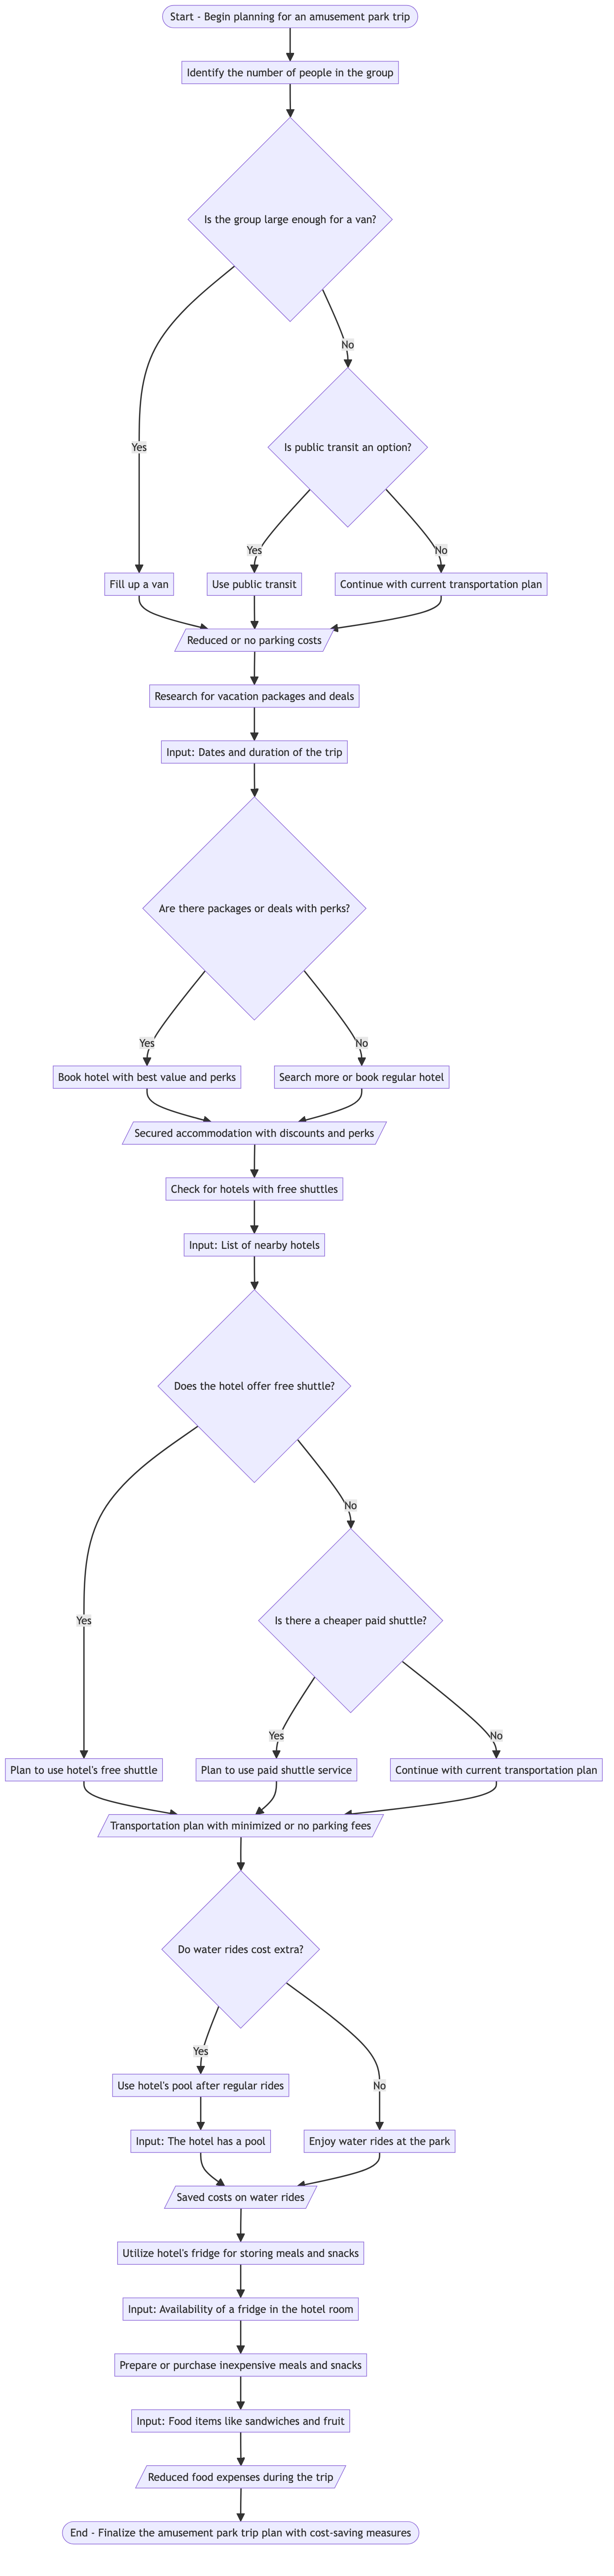 Start - Begin planning for an amusement park trip
Identify the number of people in the group
Is the group large enough for a van?
No
Is public transit an option?
Yes
Yes
No
Fill up a van
Use public transit
Continue with current transportation plan
Reduced or no parking costs
Research for vacation packages and deals
Input: Dates and duration of the trip
Are there packages or deals with perks?
Yes
No
Book hotel with best value and perks
Search more or book regular hotel
Secured accommodation with discounts and perks
Check for hotels with free shuttles
Input: List of nearby hotels
Does the hotel offer free shuttle?
No
Is there a cheaper paid shuttle?
Yes
Yes
No
Plan to use hotel's free shuttle
Plan to use paid shuttle service
Continue with current transportation plan
Transportation plan with minimized or no parking fees
Do water rides cost extra?
Yes
Use hotel's pool after regular rides
No
Input: The hotel has a pool
Enjoy water rides at the park
Saved costs on water rides
Utilize hotel's fridge for storing meals and snacks
Input: Availability of a fridge in the hotel room
Prepare or purchase inexpensive meals and snacks
Input: Food items like sandwiches and fruit
Reduced food expenses during the trip
End - Finalize the amusement park trip plan with cost-saving measures